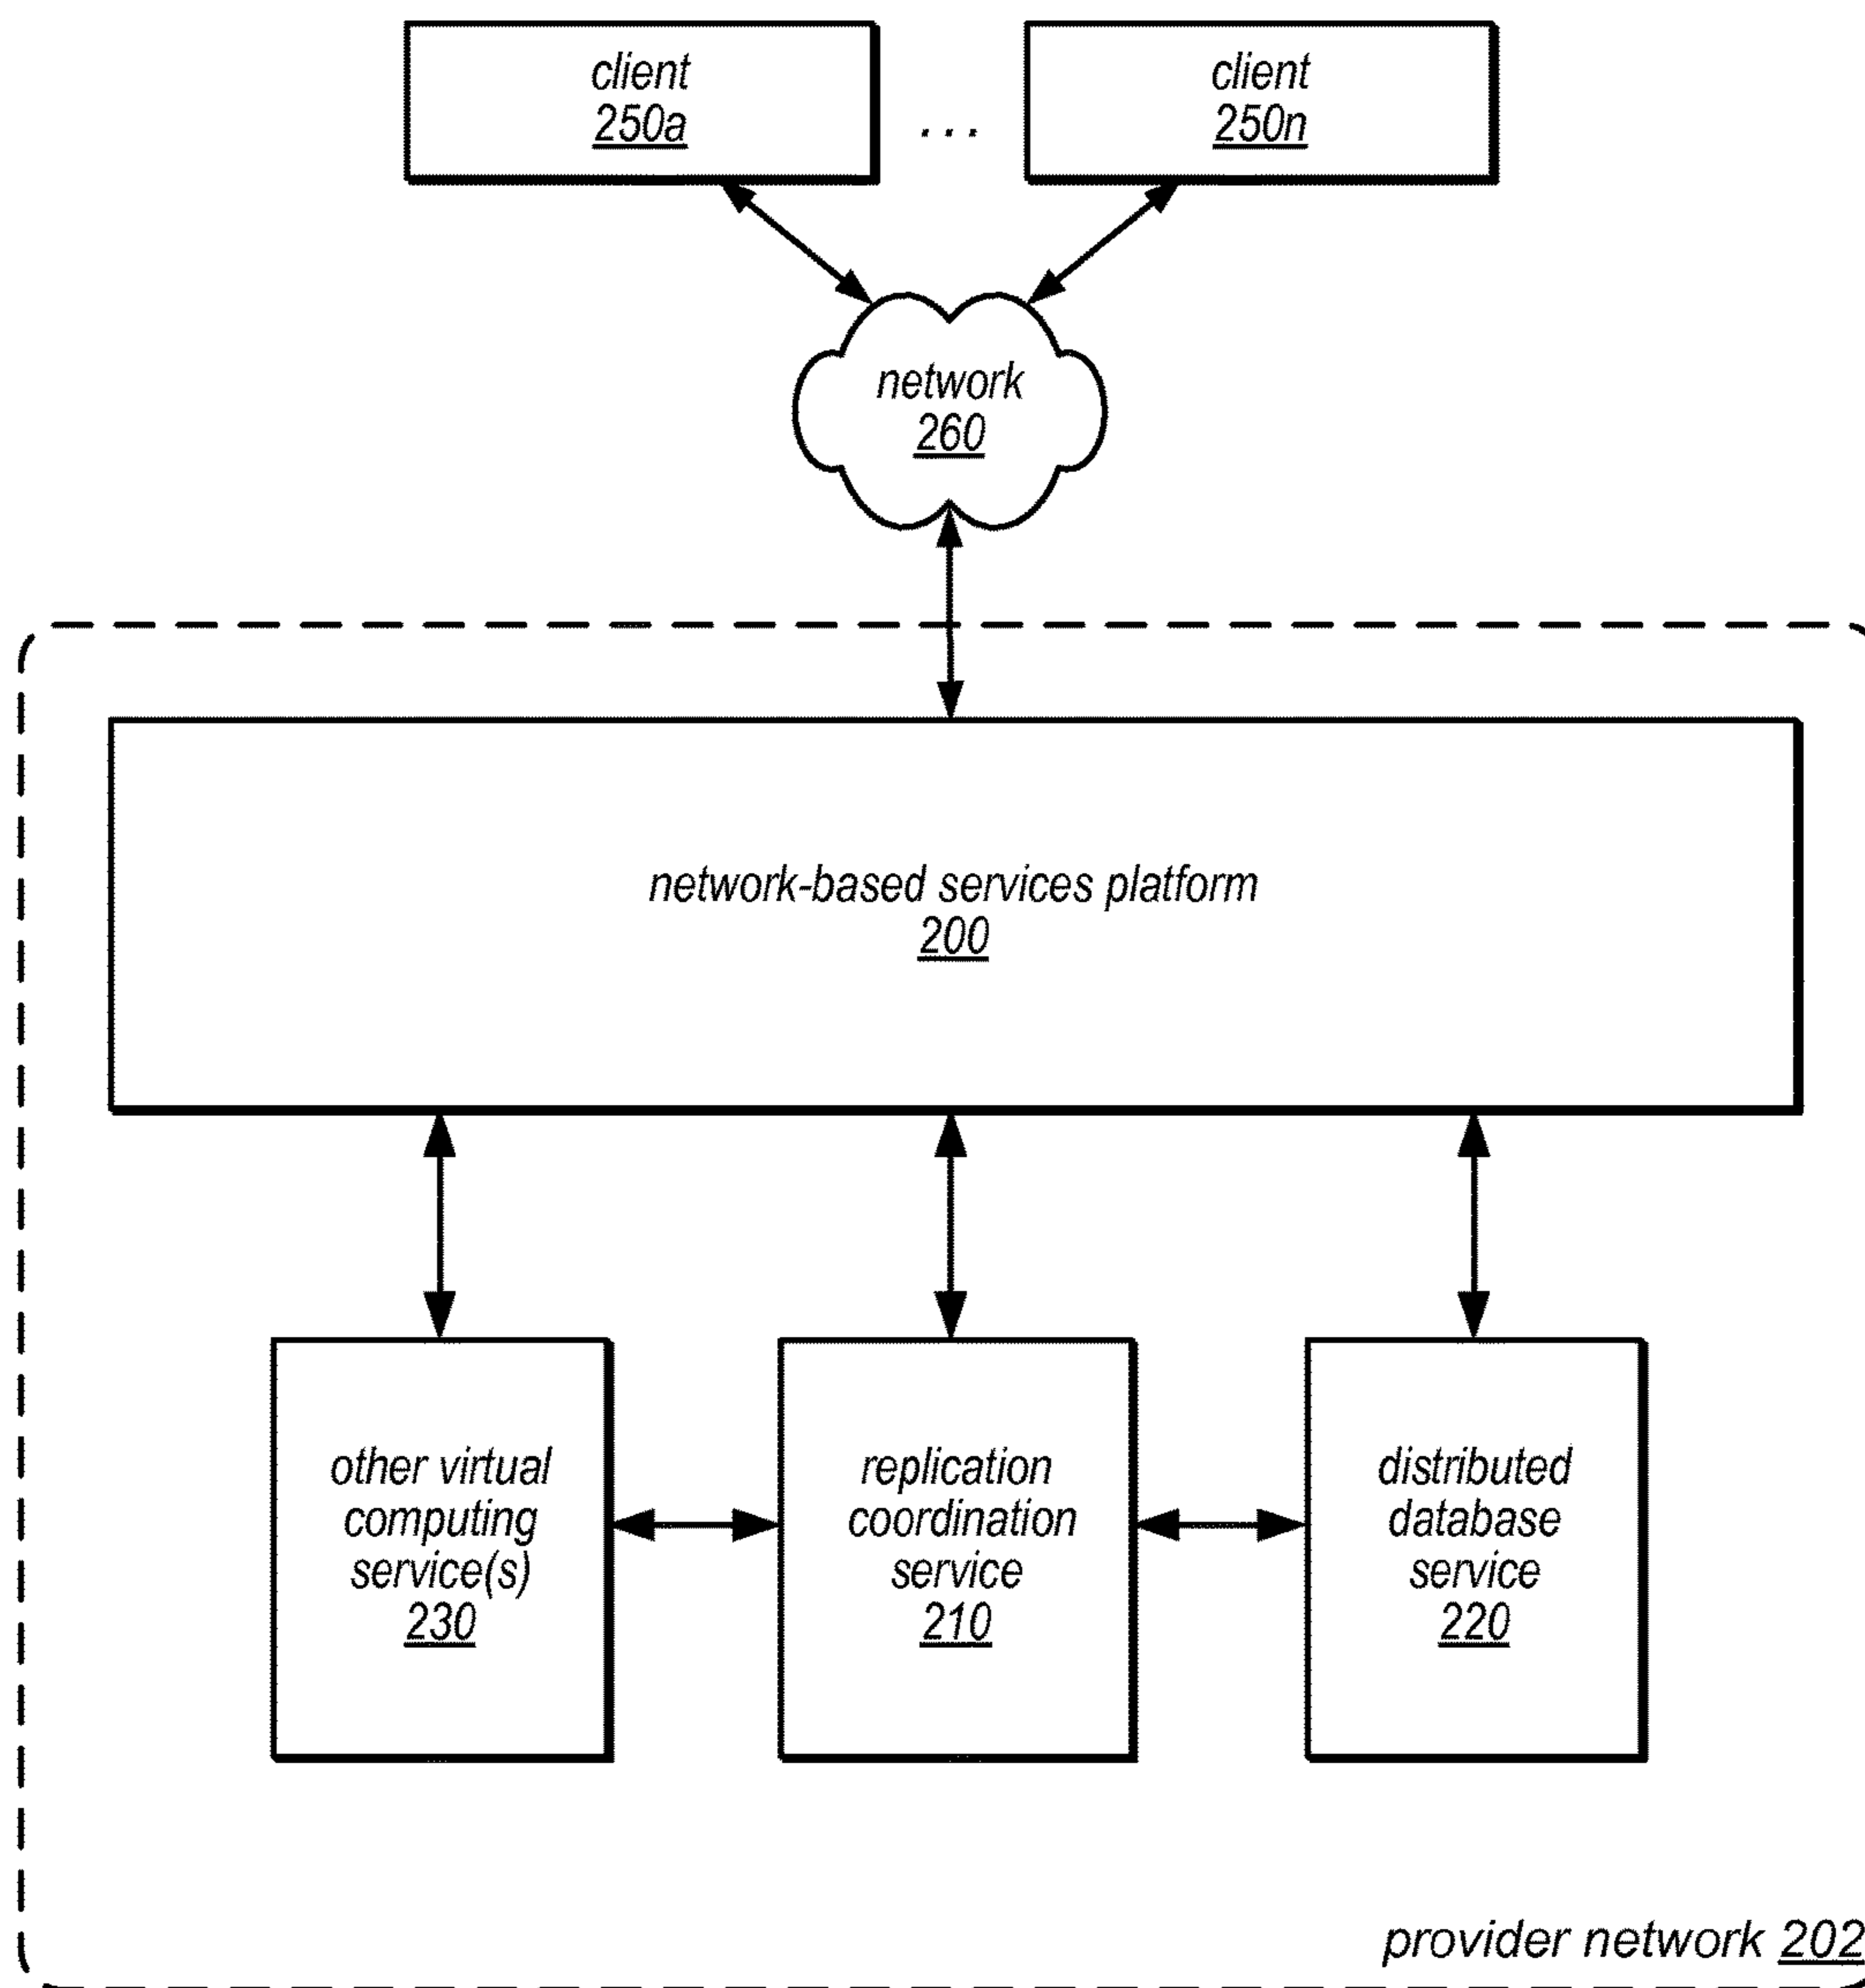 client
250a
...
client
250n
network
260
network-based services platform
200
other virtual
computing
service(s)
230
replication
coordination
service
210
distributed
database
service
220
provider network 202